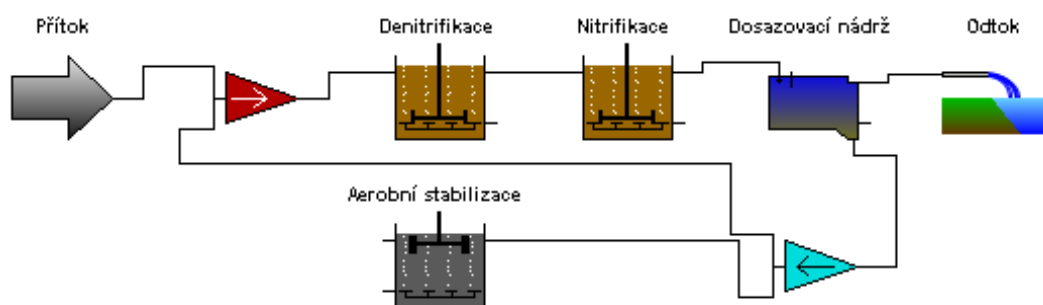 Přítok
Denitrifikace
Nitrifikace
Dosazovací nádrž
Odtok
Aerobní stabilizace